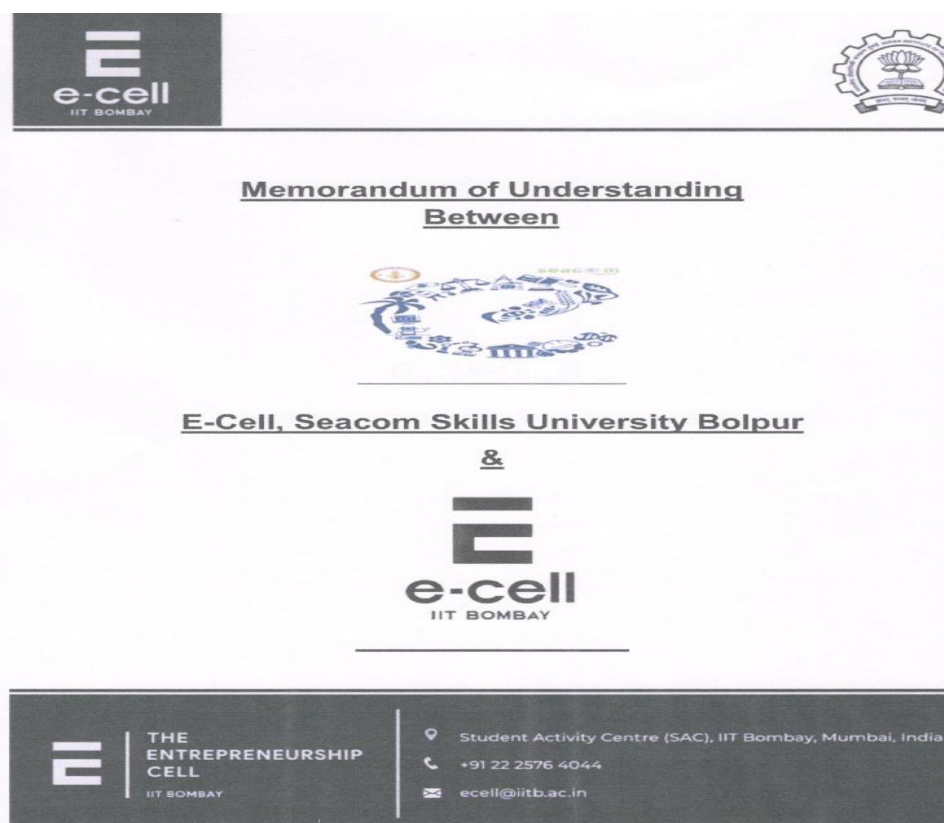 e-cell
IIT BOMBAY
Memorandum of Understanding
Between
seacom
E-Cell, Seacom Skills University Bolpur
&
e-cell
IIT BOMBAY
THE
ENTREPRENEURSHIP
CELL
IIT BOMBAY
Student Activity Centre (SAC), IIT Bombay, Mumbai, India
+91 22 2576 4044
ecell@iitb.ac.in